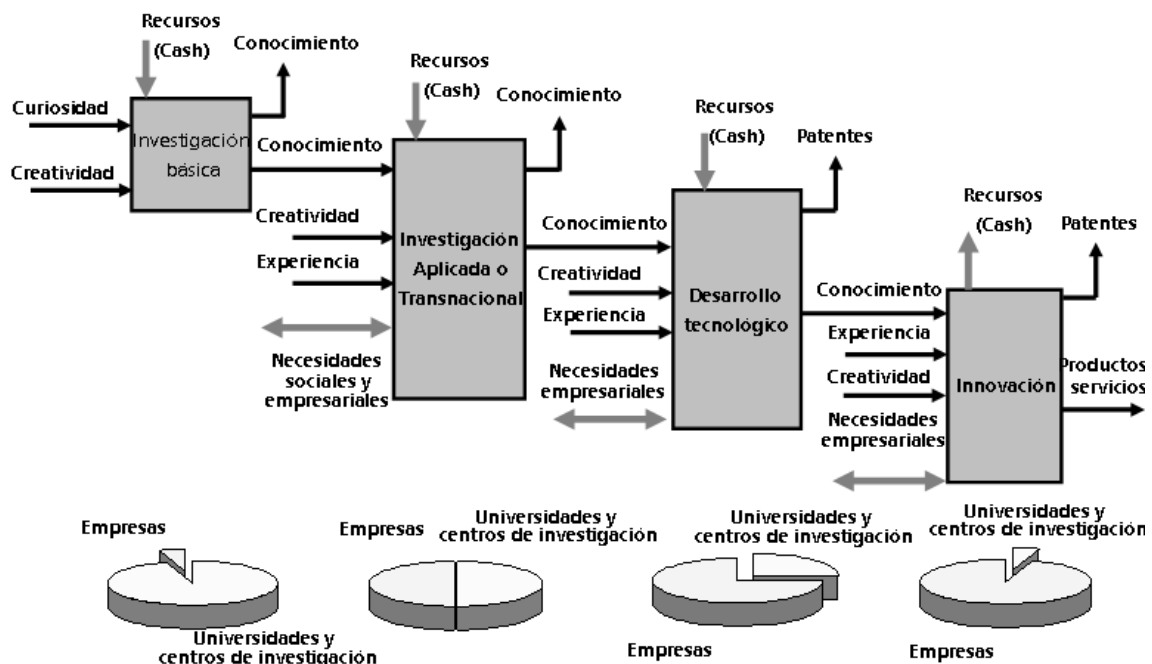 Recursos
(Cash)
Conocimiento
Curiosidad
Creatividad
Investigación
básica
Conocimiento
Recursos
(Cash)
Conocimiento
Creatividad
Experiencia
Necesidades
sociales y
empresariales
Investigación
Aplicada o
Transnacional
Conocimiento
Recursos
(Cash)
Patentes
Creatividad
Experiencia
Necesidades
empresariales
Desarrollo
tecnológico
Conocimiento
Recursos
(Cash)
Patentes
Experiencia
Creatividad
Necesidades
empresariales
Innovación
Productos
servicios
Empresas
Universidades y
centros de investigación
Empresas
Universidades y
centros de investigación
Universidades y
centros de investigación
Empresas
Universidades y
centros de investigación
Empresas